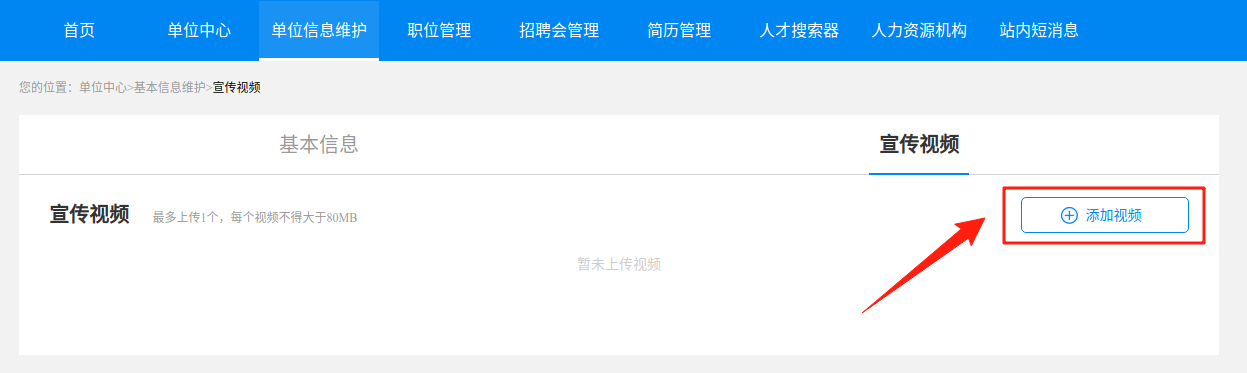 首页 单位中心 单位信息维护 职位管理 招聘会管理 简历管理 人才搜索器 人力资源机构 站内短消息
您的位置：单位中心>基本信息维护>宣传视频
基本信息 宣传视频
宣传视频 最多上传1个，每个视频不得大于80MB 添加视频
暂未上传视频